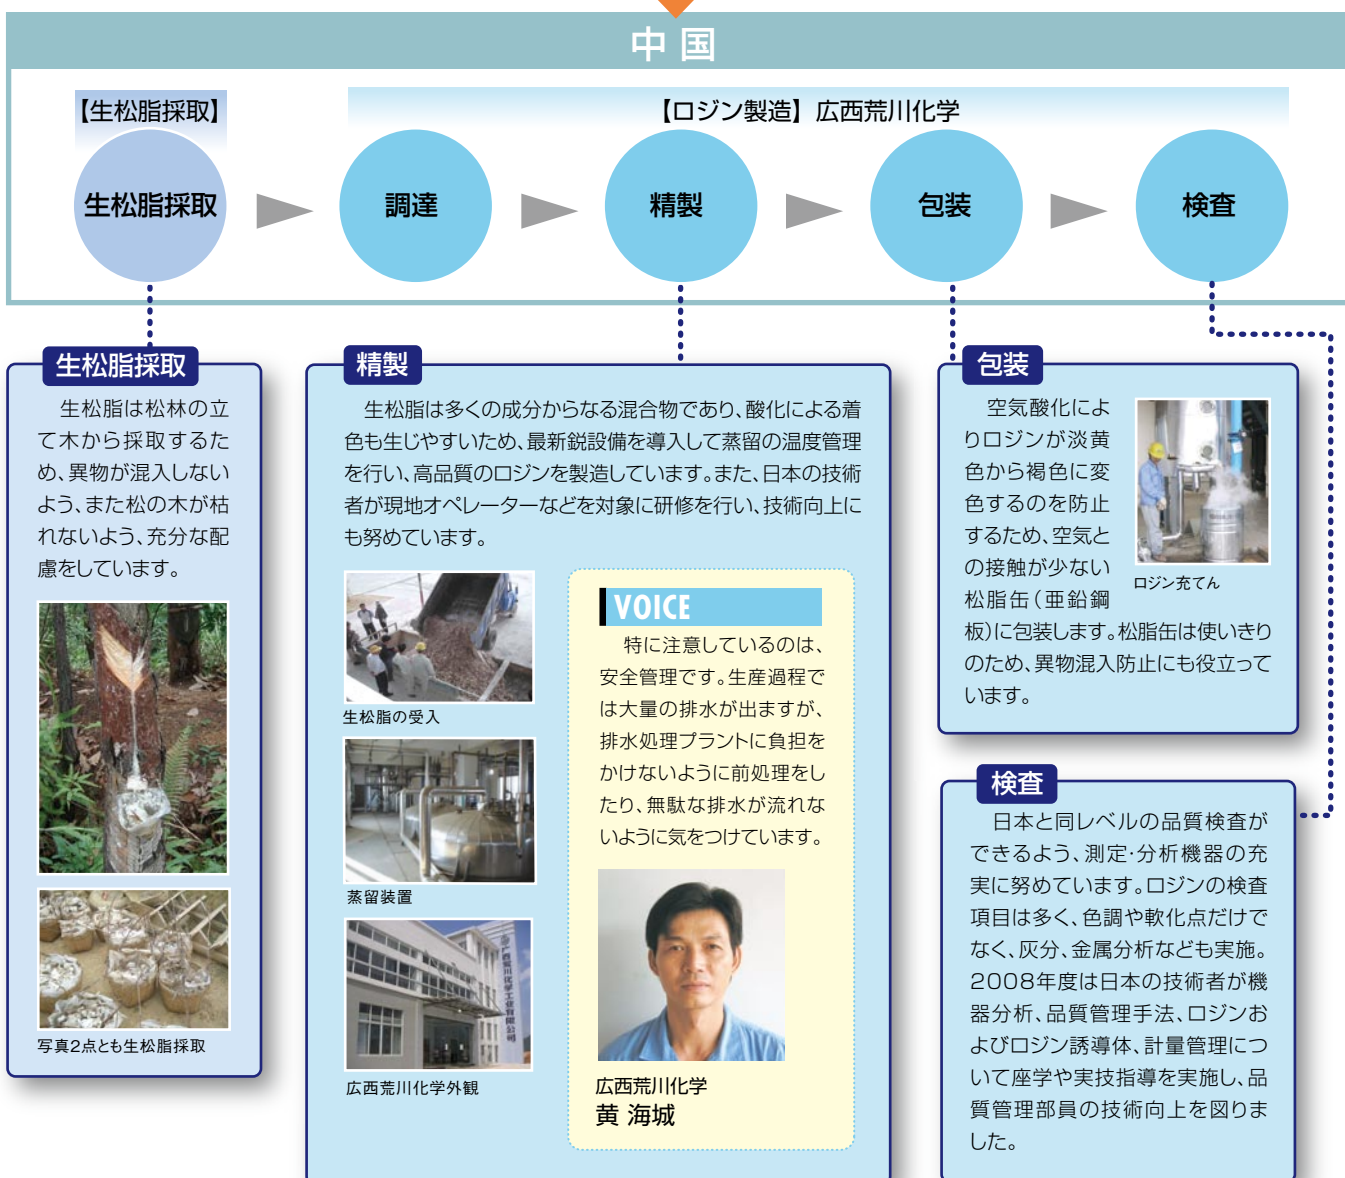 中国
【生松脂採取】
【ロジン製造】広西荒川化学
生松脂採取
調達
精製
包装
検査
生松脂採取
生松脂は松林の立
て木から採取するた
め、異物が混入しない
よう、また松の木が枯
れないよう、充分な配
慮をしています。
写真2点とも生松脂採取
精製
生松脂は多くの成分からなる混合物であり、酸化による着
色も生じやすいため、最新鋭設備を導入して蒸留の温度管理
を行い、高品質のロジンを製造しています。また、日本の技術
者が現地オペレーターなどを対象に研修を行い、技術向上に
も努めています。
生松脂の受入
蒸留装置
广西荒川化学工业有限公司
広西荒川化学外観
VOICE
特に注意しているのは、
安全管理です。生産過程で
は大量の排水が出ますが、
排水処理プラントに負担を
かけないように前処理をし
たり、無駄な排水が流れな
いように気をつけています。
広西荒川化学
黄 海城
包装
空気酸化によ
りロジンが淡黄
色から褐色に変
色するのを防止
するため、空気と
の接触が少ない
松脂缶（亜鉛鋼
板）に包装します。松脂缶は使いきり
のため、異物混入防止にも役立って
います。
ロジン充てん
検査
日本と同レベルの品質検査が
できるよう、測定・分析機器の充
実に努めています。ロジンの検査
項目は多く、色調や軟化点だけで
なく、灰分、金属分析なども実施。
2008年度は日本の技術者が機
器分析、品質管理手法、ロジンお
よびロジン誘導体、計量管理につ
いて座学や実技指導を実施し、品
質管理部員の技術向上を図りま
した。